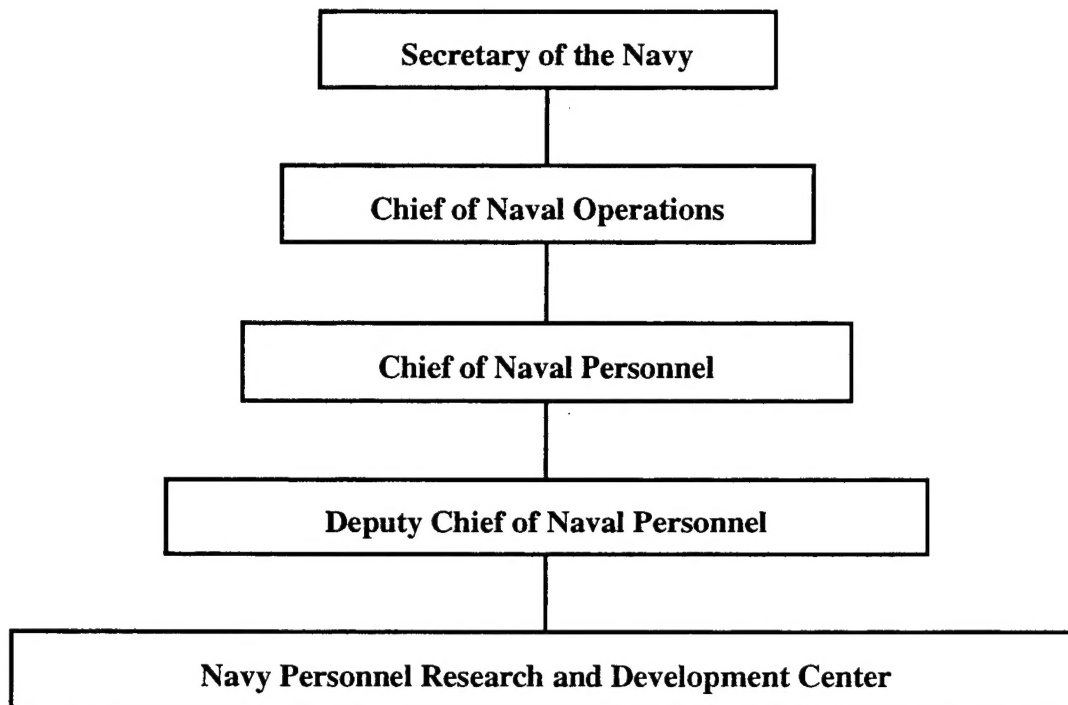 Secretary of the Navy
Chief of Naval Operations
Chief of Naval Personnel
Deputy Chief of Naval Personnel
Navy Personnel Research and Development Center